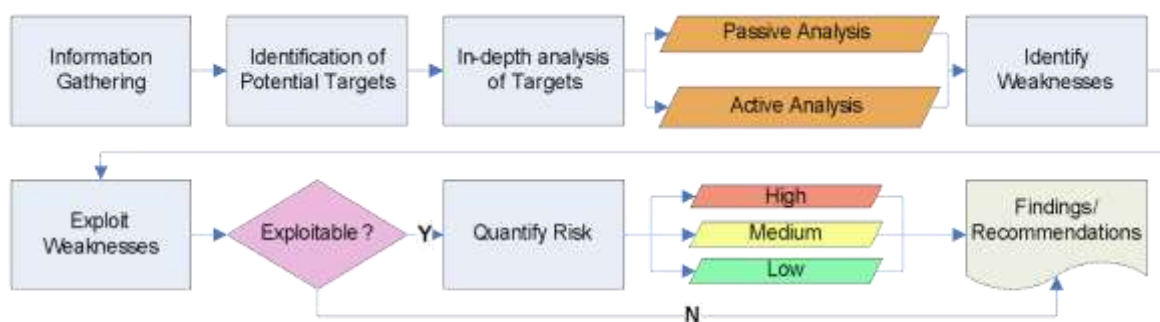 Information
Gathering
Identification of
Potential Targets
In-depth analysis
of Targets
Passive Analysis
Active Analysis
Identify
Weaknesses
Exploit
Weaknesses
Exploitable ?
Y
Quantify Risk
High
Medium
Low
Findings/
Recommendations
N